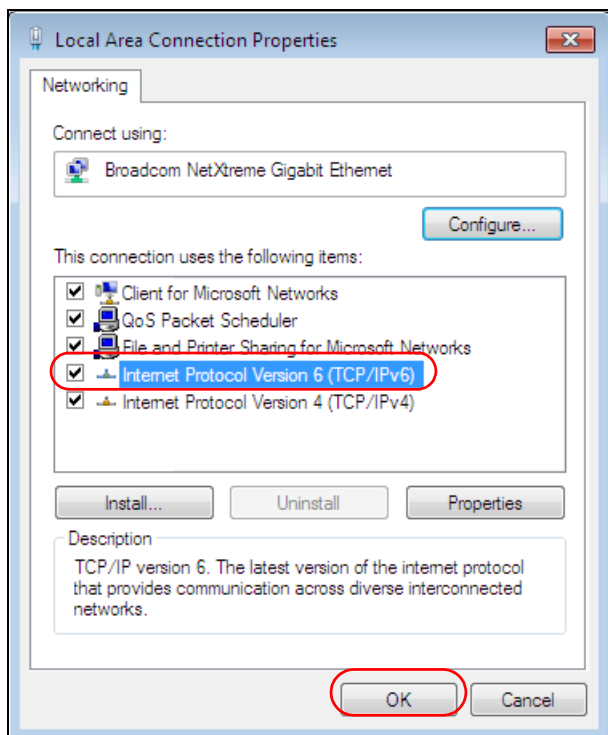 Local Area Connection Properties
Networking
Connect using:
Broadcom NetXtreme Gigabit Ethernet
Configure...
This connection uses the following items:
Client for Microsoft Networks
QoS Packet Scheduler
File and Printer Sharing for Microsoft Networks
Internet Protocol Version 6 (TCP/IPv6)
Internet Protocol Version 4 (TCP/IPv4)
Install... Uninstall Properties
Description
TCP/IP version 6. The latest version of the internet protocol
that provides communication across diverse interconnected
networks.
OK Cancel